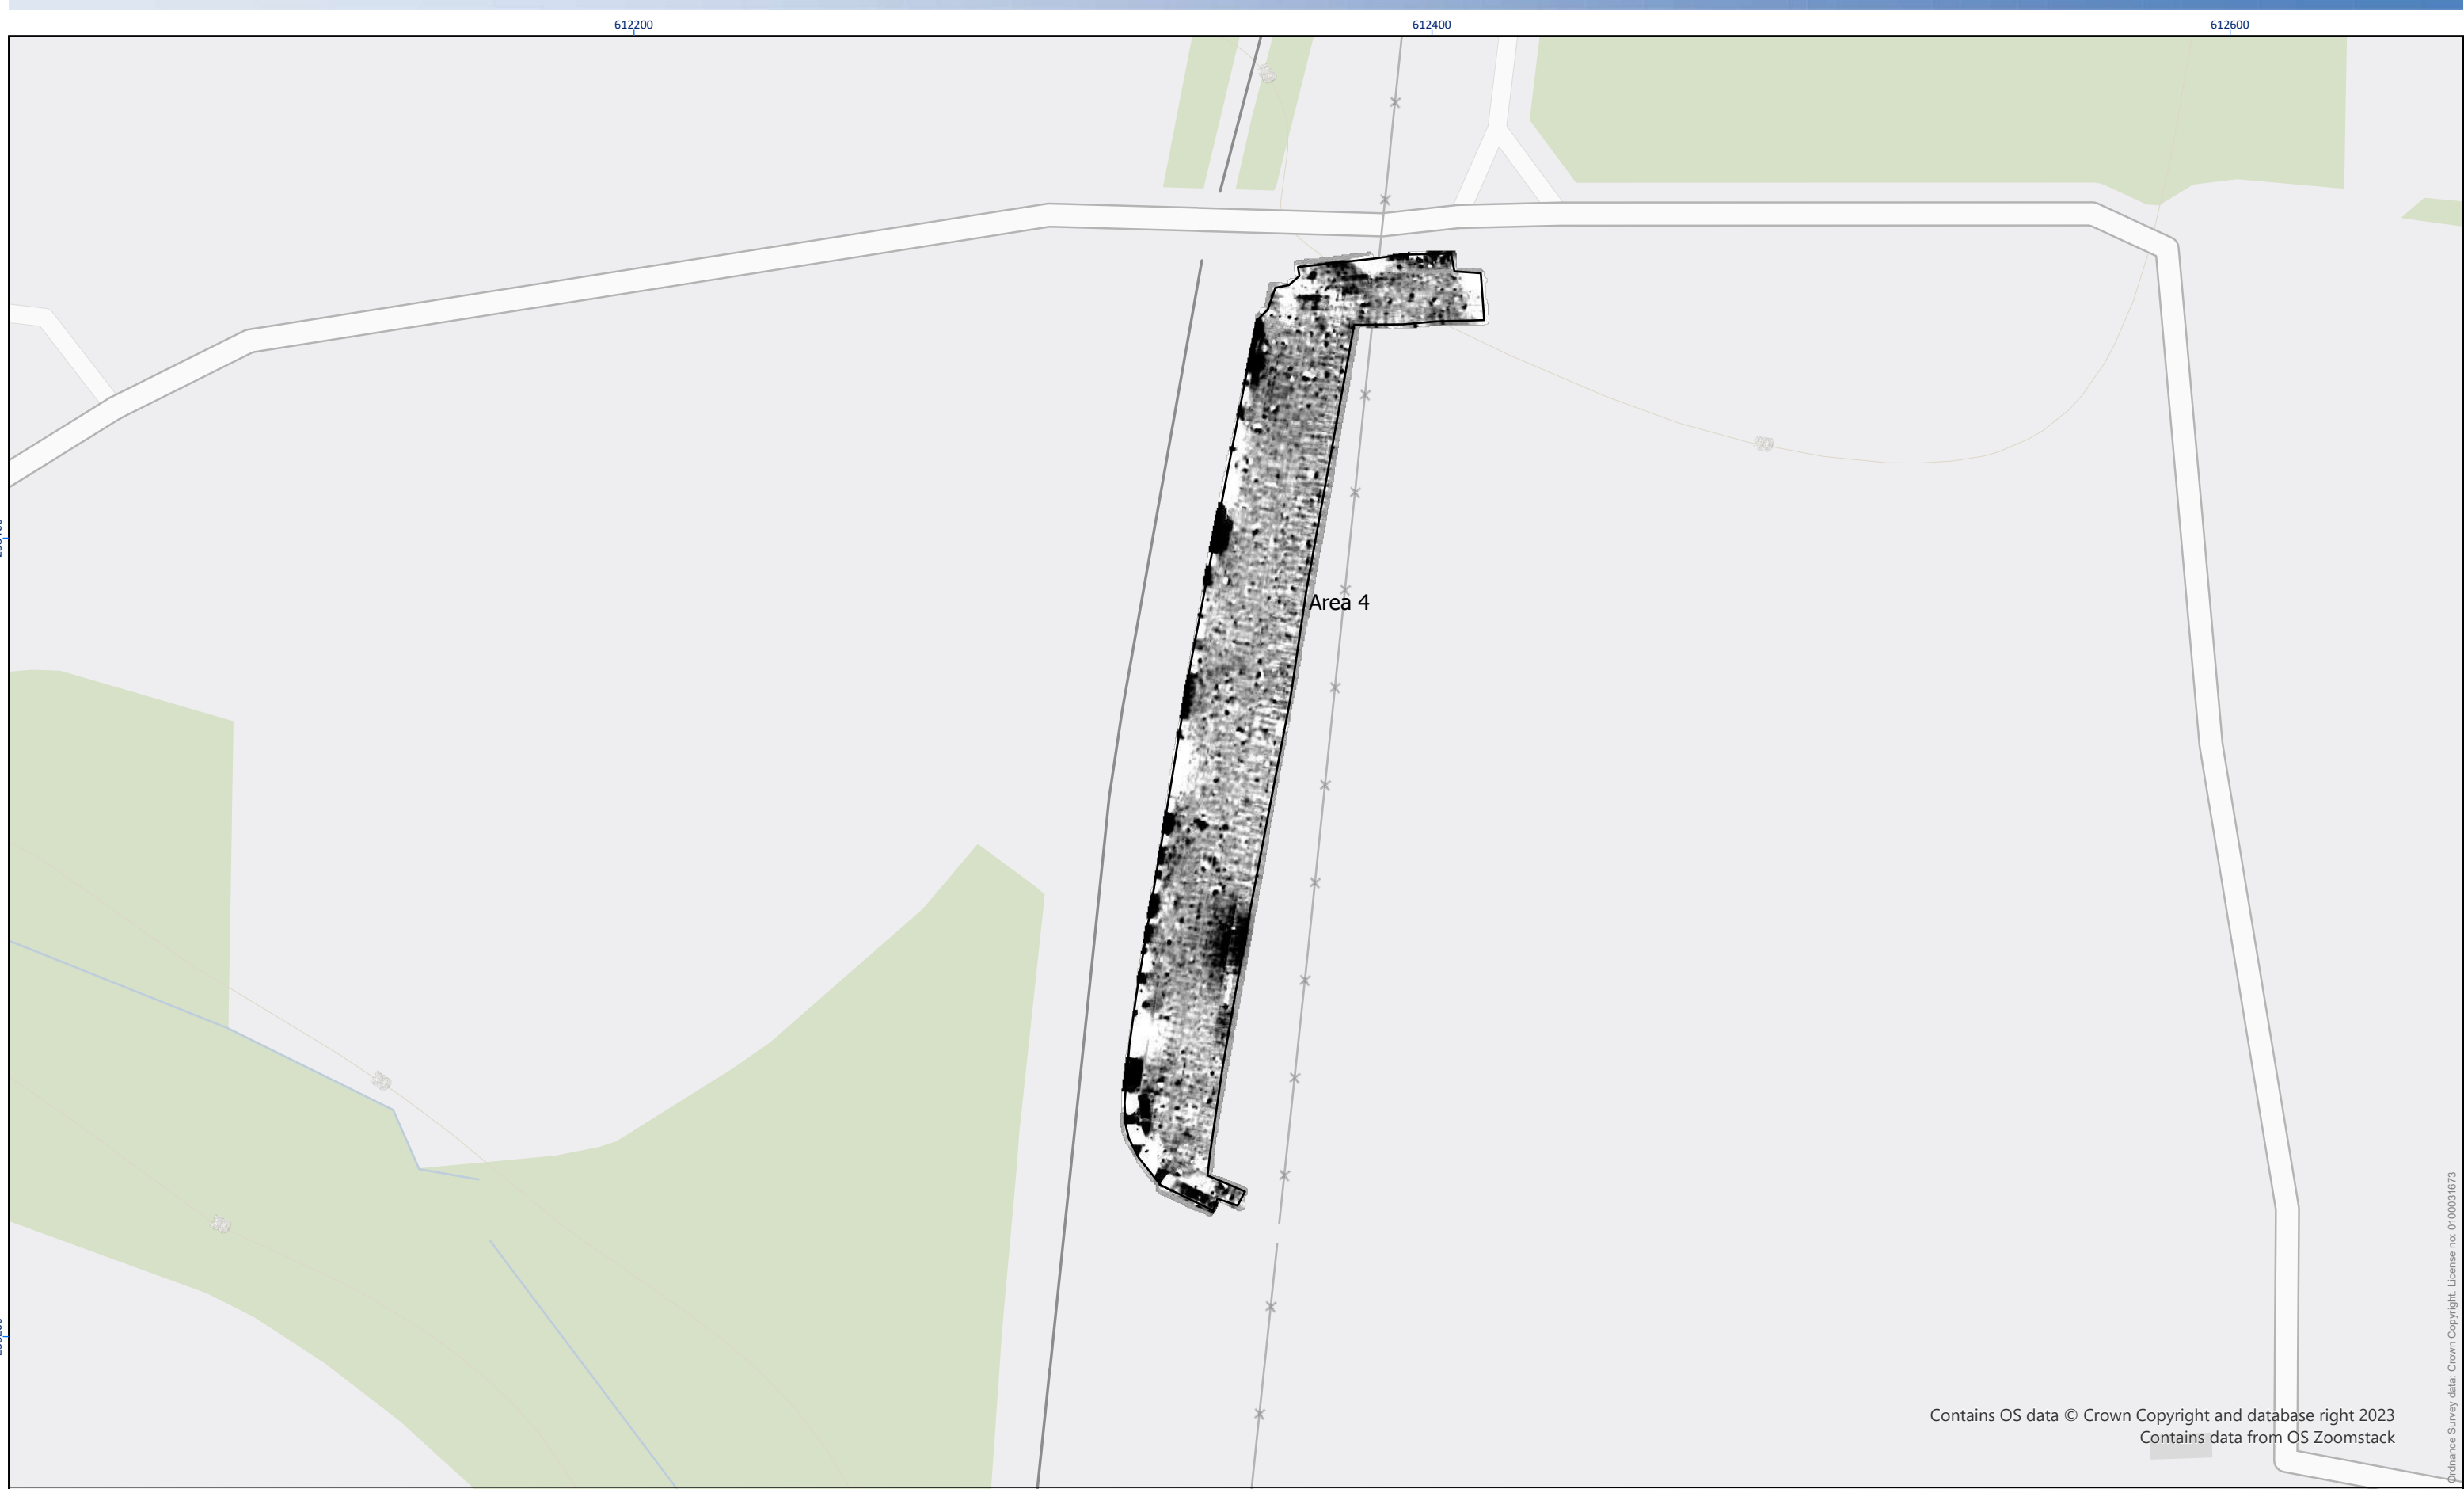 612200
612400
612600
Area 4
Contains OS data © Crown Copyright and database right 2023
Contains data from OS Zoomstack
Ordnance Survey data: Crown Copyright. License no: 0100031673